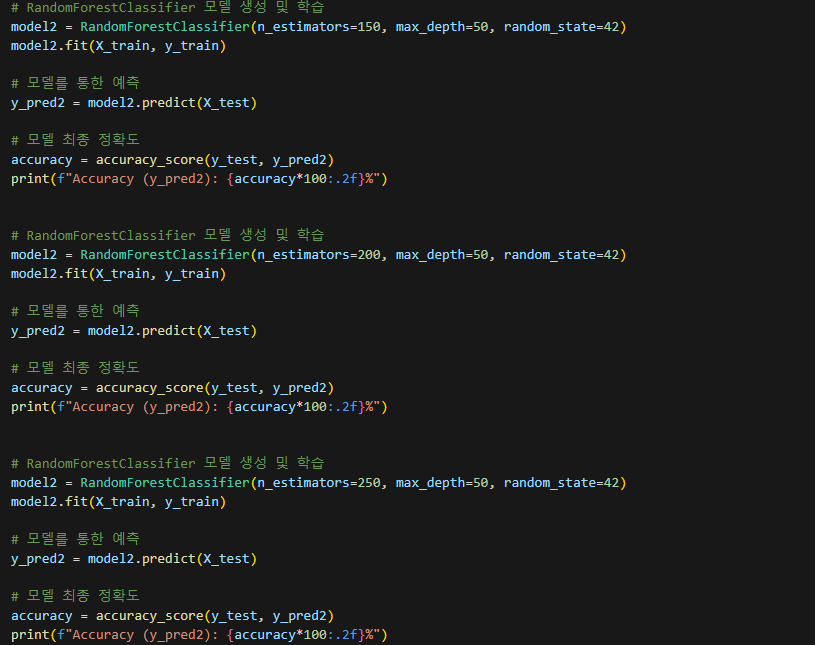 # RandomForestClassifier 모델 생성 및 학습
model2 = RandomForestClassifier(n_estimators=150, max_depth=50, random_state=42)
model2.fit(X_train, y_train)
# 모델를 통한 예측
y_pred2 = model2.predict(X_test)
# 모델 최종 정확도
accuracy = accuracy_score(y_test, y_pred2)
print(f"Accuracy (y_pred2): {accuracy*100:.2f}%")
# RandomForestClassifier 모델 생성 및 학습
model2 = RandomForestClassifier(n_estimators=200, max_depth=50, random_state=42)
model2.fit(X_train, y_train)
# 모델를 통한 예측
y_pred2 = model2.predict(X_test)
# 모델 최종 정확도
accuracy = accuracy_score(y_test, y_pred2)
print(f"Accuracy (y_pred2): {accuracy*100:.2f}%")
# RandomForestClassifier 모델 생성 및 학습
model2 = RandomForestClassifier(n_estimators=250, max_depth=50, random_state=42)
model2.fit(X_train, y_train)
# 모델를 통한 예측
y_pred2 = model2.predict(X_test)
# 모델 최종 정확도
accuracy = accuracy_score(y_test, y_pred2)
print(f"Accuracy (y_pred2): {accuracy*100:.2f}%")